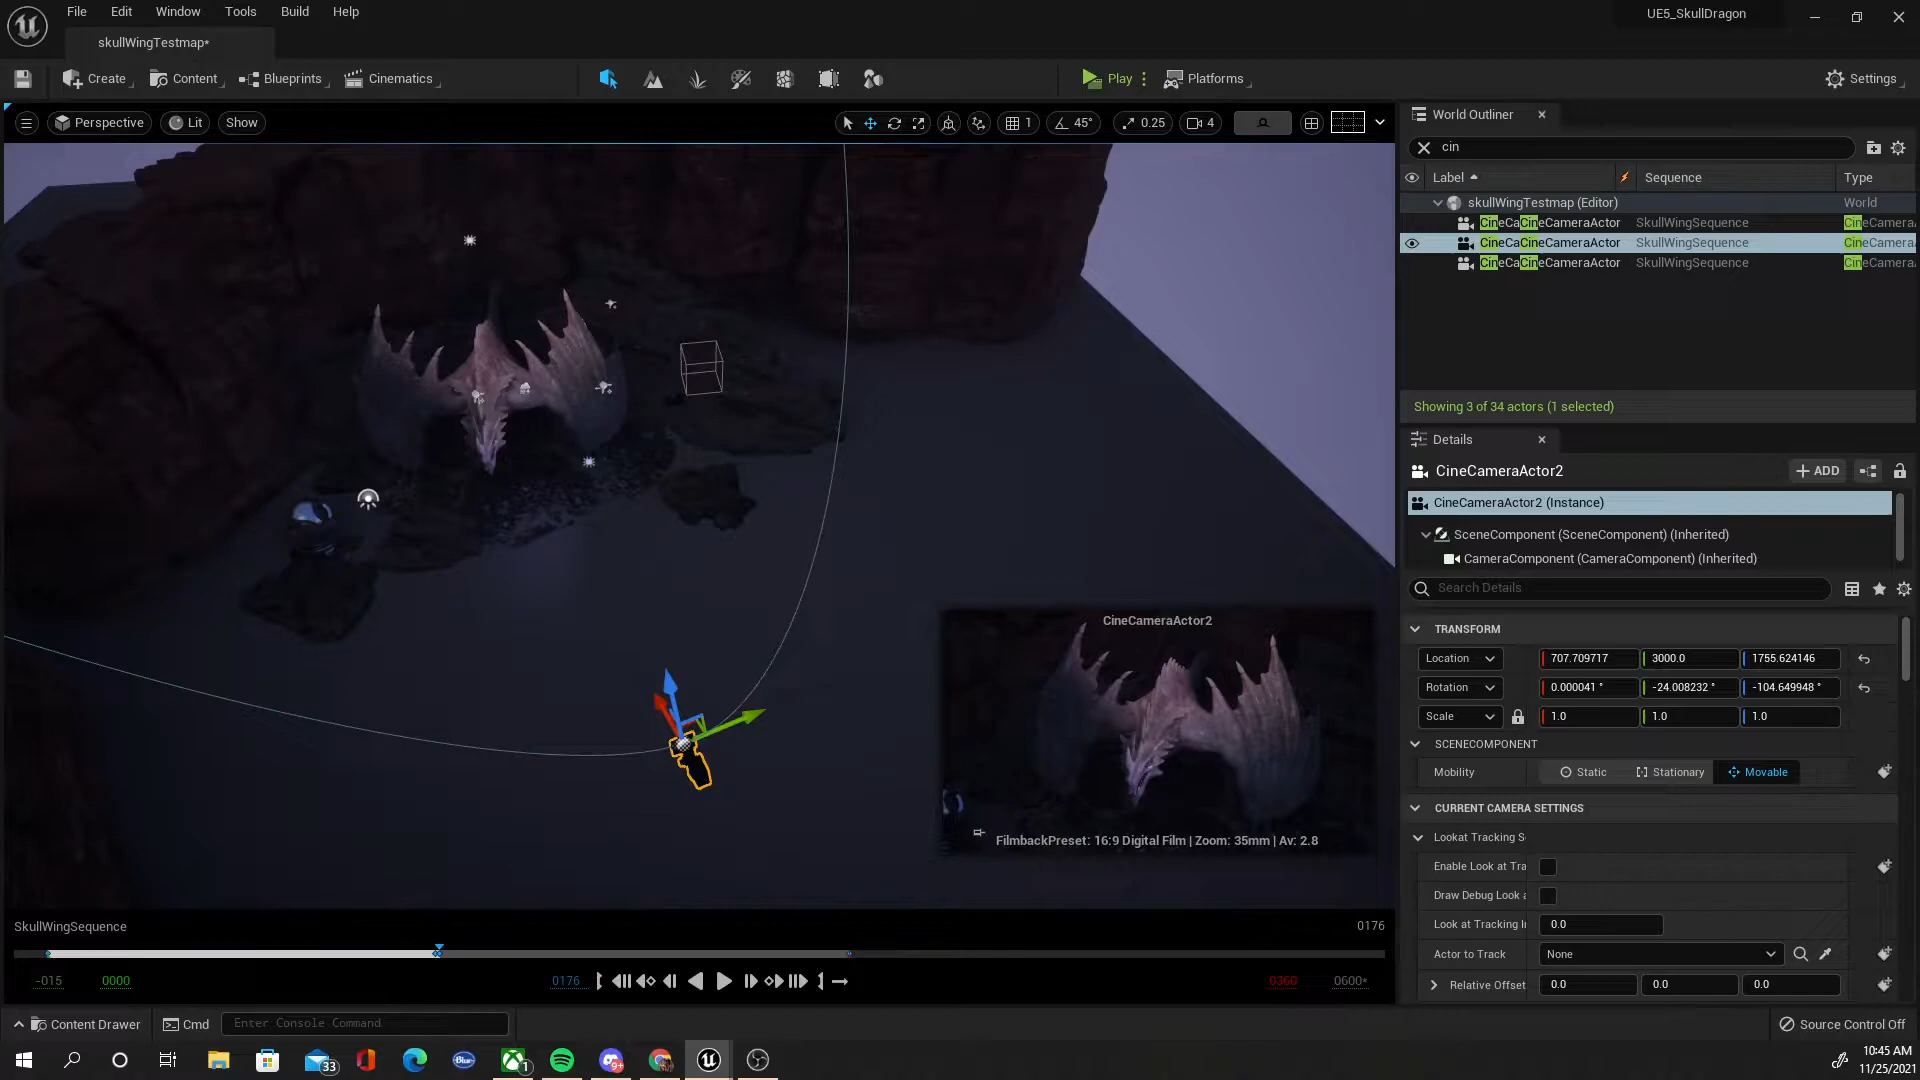 File Edit Window Tools Build Help
UE5_SkullDragon
skullWingTestmap*
Create Content Blueprints Cinematics Play Platforms Settings
Perspective Lit Show 1 45° 0.25 4
World Outliner
cin
Label Sequence Type
skullWingTestmap (Editor) World
CineCaCineCameraActor SkullWingSequence CineCamera
CineCaCineCameraActor SkullWingSequence CineCamera
CineCaCineCameraActor SkullWingSequence CineCamera
Showing 3 of 34 actors (1 selected)
Details
CineCameraActor2 ADD
CineCameraActor2 (Instance)
SceneComponent (SceneComponent) (Inherited)
CameraComponent (CameraComponent) (Inherited)
Search Details
TRANSFORM
Location 707.709717 3000.0 1755.624146
Rotation 0.000041 ° -24.008232 ° -104.649948 °
Scale 1.0 1.0 1.0
SCENECOMPONENT
Mobility Static Stationary Movable
CURRENT CAMERA SETTINGS
Lookat Tracking S
Enable Look at Tra
Draw Debug Look
Look at Tracking In 0.0
Actor to Track None
Relative Offset 0.0 0.0 0.0
CineCameraActor2
FilmbackPreset: 16:9 Digital Film | Zoom: 35mm | Av: 2.8
SkullWingSequence 0176
-015 0000 0176 0360 0600*
Content Drawer Cmd Enter Console Command Source Control Off
33 Blue 1 9+
10:45 AM
11/25/2021